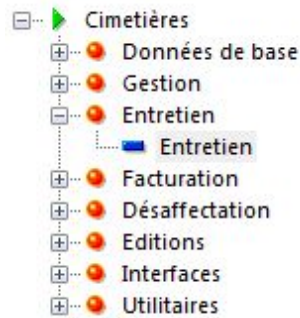 Cimetières
Données de base
Gestion
Entretien
Entretien
Facturation
Désaffectation
Editions
Interfaces
Utilitaires